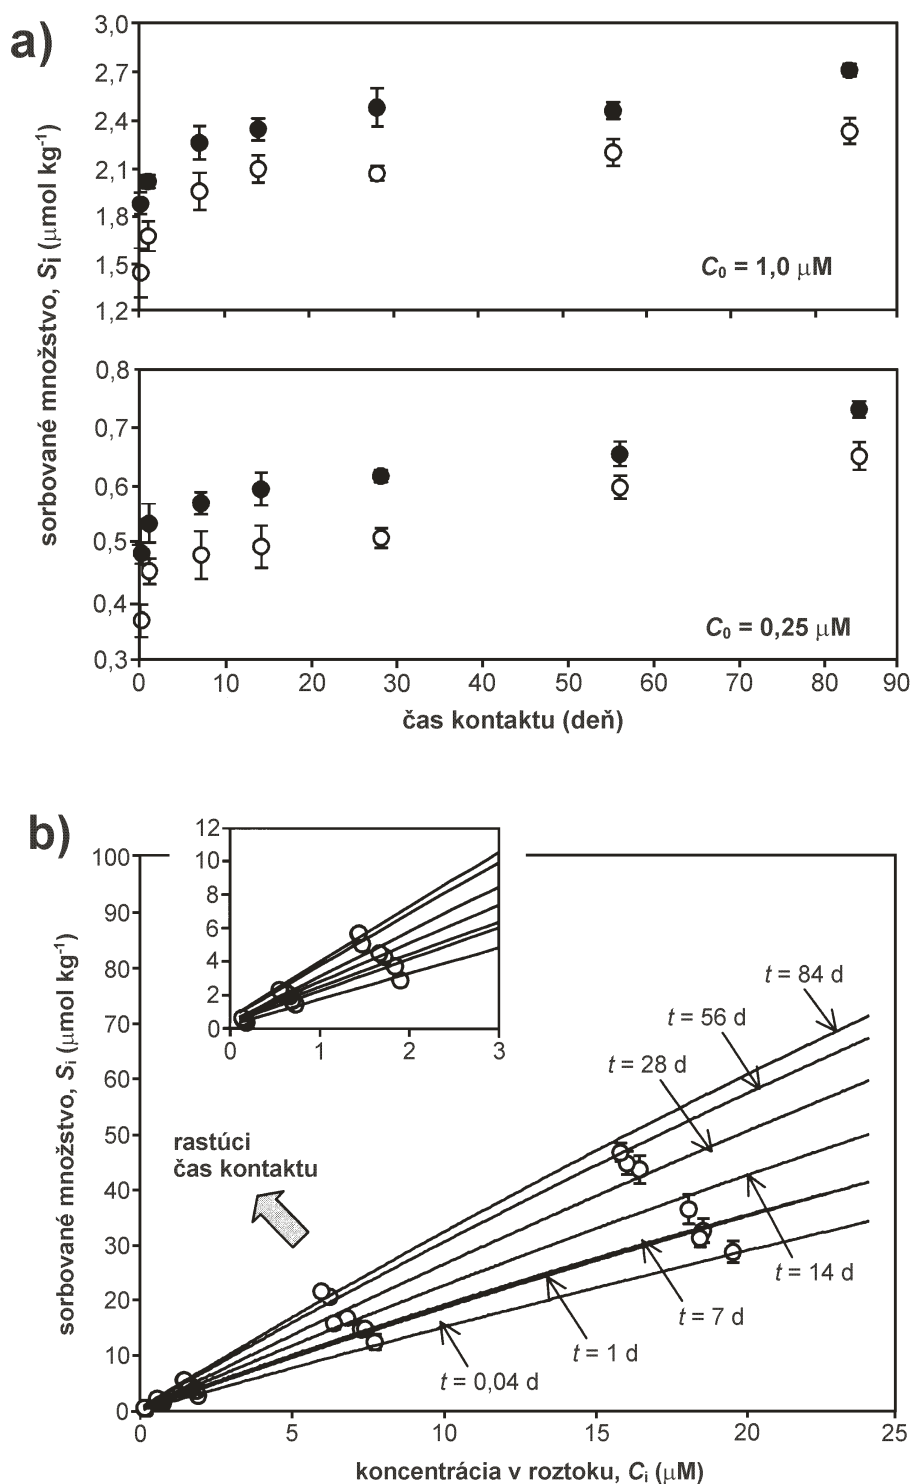 a)
sorbované množstvo, Si (μmol kg-1)
3,0
2,7
2,4
2,1
1,8
1,5
1,2
C0 = 1,0 μM
0,8
0,7
0,6
0,5
0,4
0,3
C0 = 0,25 μM
0 10 20 30 40 50 60 70 80 90
čas kontaktu (deň)
b)
sorbované množstvo, Si (μmol kg-1)
100
90
80
70
60
50
40
30
20
10
0
12
10
8
6
4
2
0
0 1 2 3
t = 84 d
t = 56 d
t = 28 d
rastúci
čas kontaktu
t = 14 d
t = 7 d
t = 1 d
t = 0,04 d
0 5 10 15 20 25
koncentrácia v roztoku, Ci (μM)